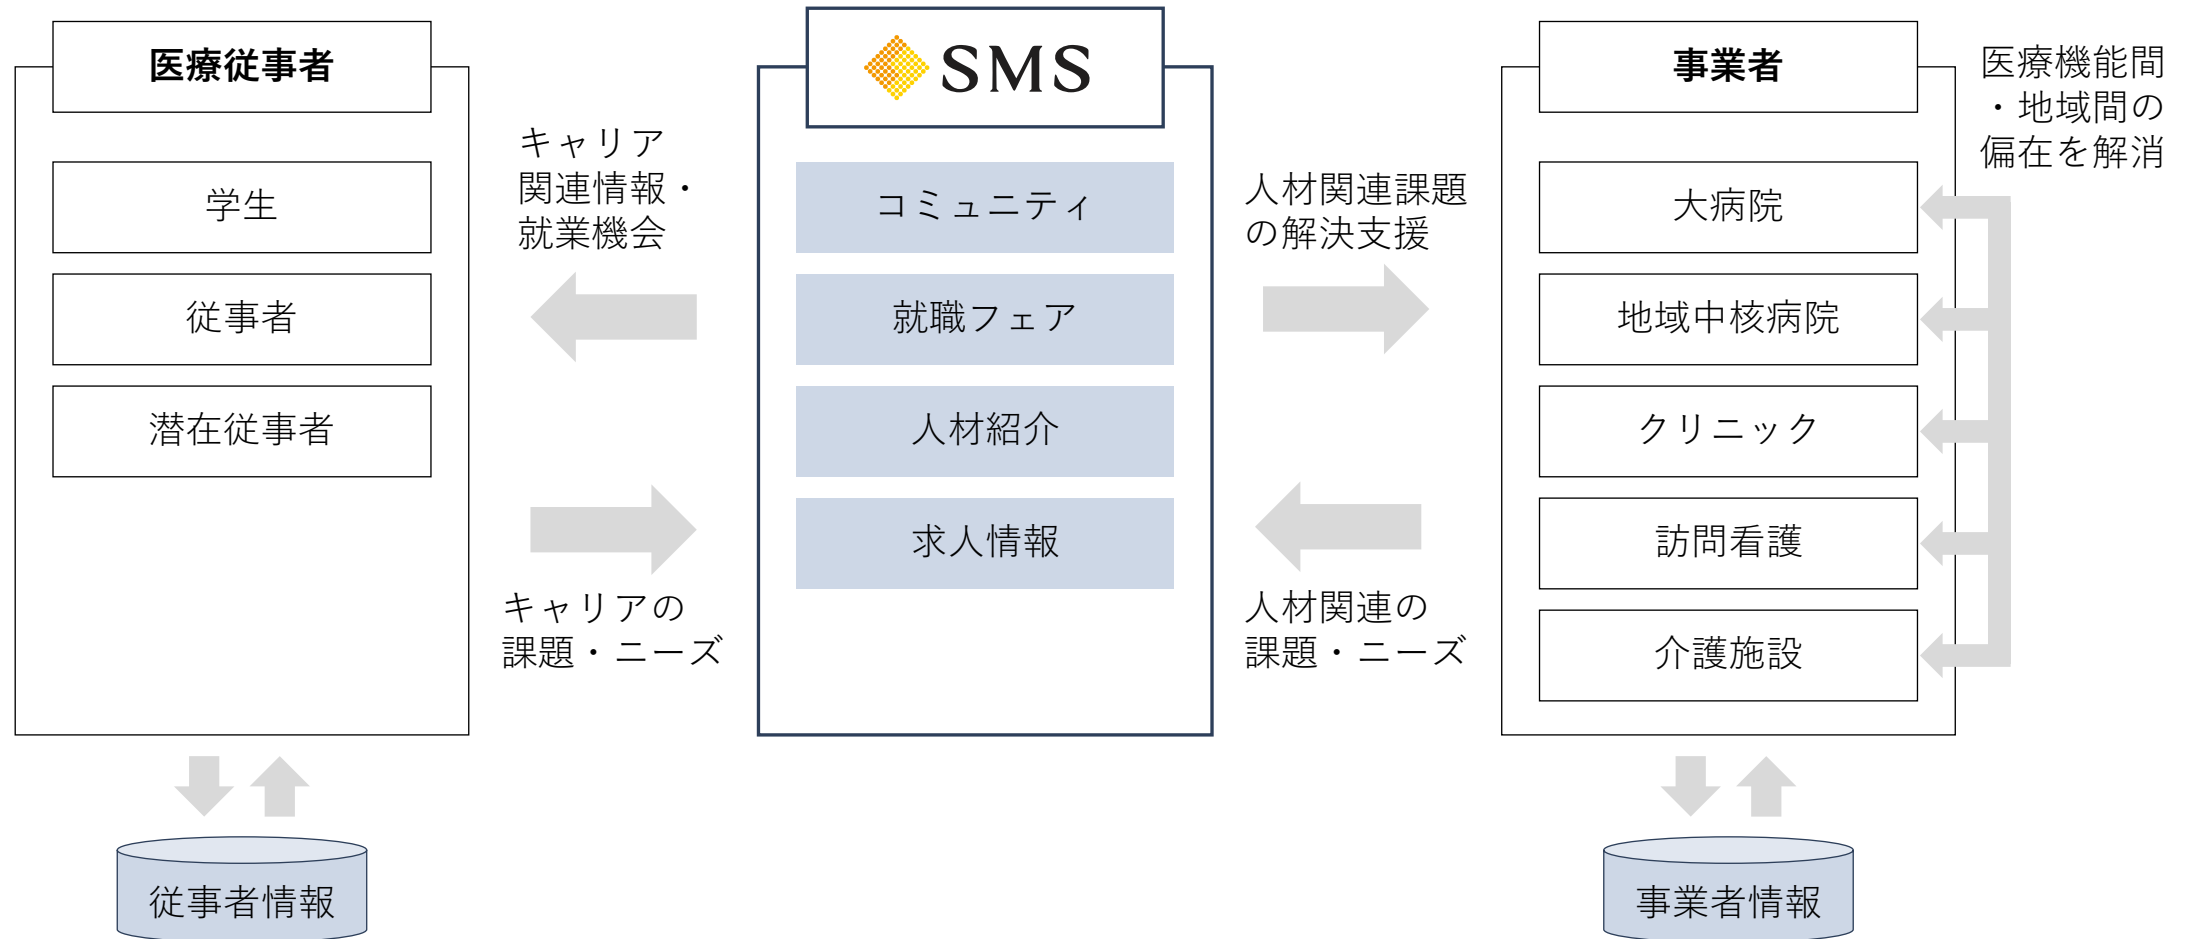 医療従事者
学生
従事者
潜在従事者
従事者情報
キャリア
関連情報・
就業機会
キャリアの
課題・ニーズ
SMS
コミュニティ
就職フェア
人材紹介
求人情報
人材関連課題
の解決支援
人材関連の
課題・ニーズ
事業者
大病院
地域中核病院
クリニック
訪問看護
介護施設
事業者情報
医療機能間
・地域間の
偏在を解消